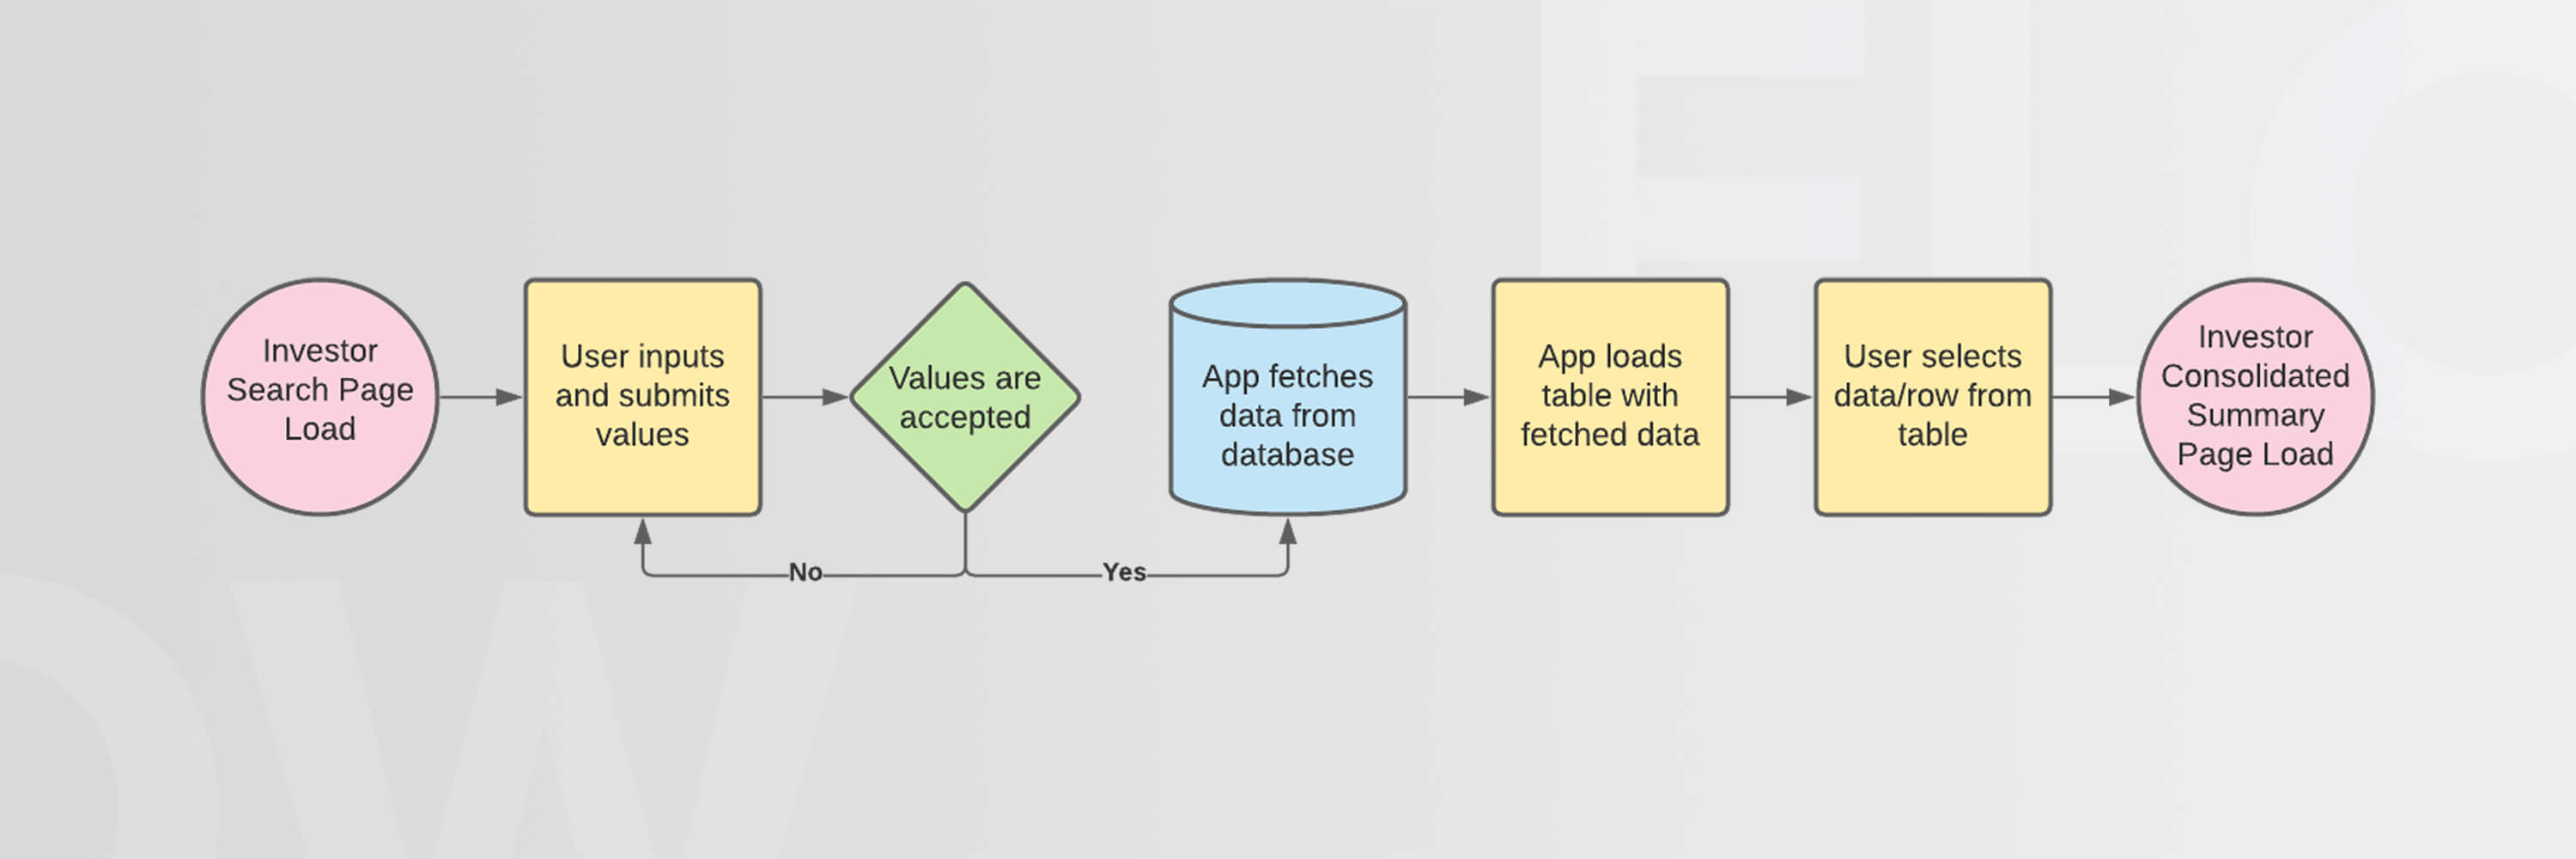 Investor
Search Page
Load
User inputs
and submits
values
Values are
accepted
No
Yes
App fetches
data from
database
App loads
table with
fetched data
User selects
data/row from
table
Investor
Consolidated
Summary
Page Load